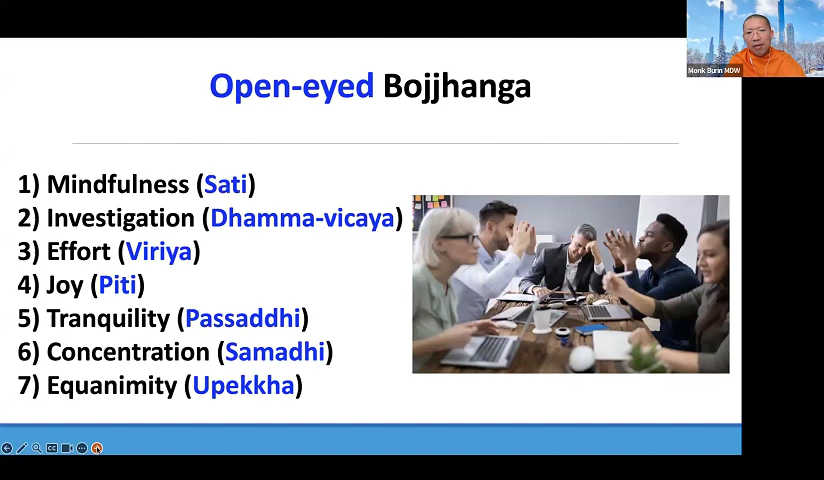 Monk Burin MDW
Open-eyed Bojjhanga
1) Mindfulness (Sati)
2) Investigation (Dhamma-vicaya)
3) Effort (Viriya)
4) Joy (Piti)
5) Tranquility (Passaddhi)
6) Concentration (Samadhi)
7) Equanimity (Upekkha)
CC